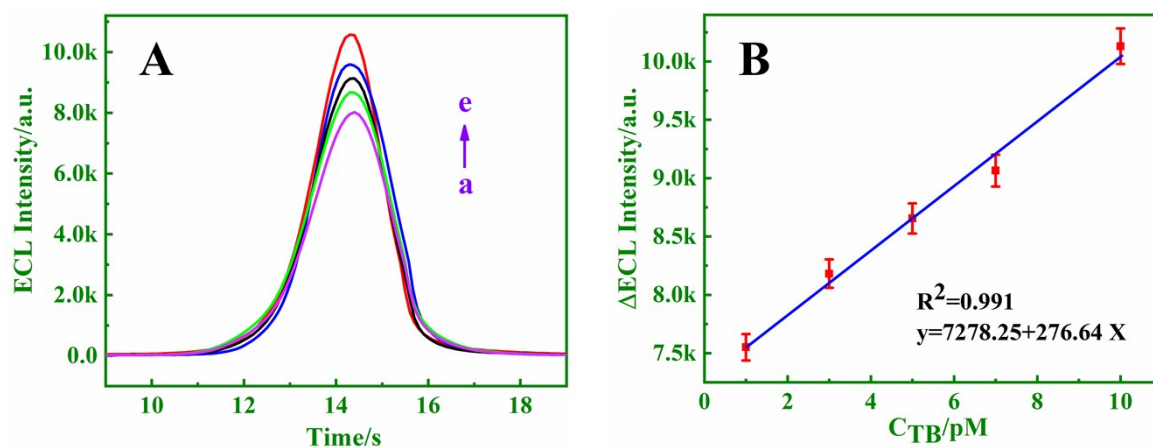 A
ECL Intensity/a.u.
10.0k
8.0k
6.0k
4.0k
2.0k
0.0
e
a
10 12 14 16 18
Time/s
B
ΔECL Intensity/a.u.
10.0k
9.5k
9.0k
8.5k
8.0k
7.5k
R²=0.991
y=7278.25+276.64 X
0 2 4 6 8 10
C_TB/pM